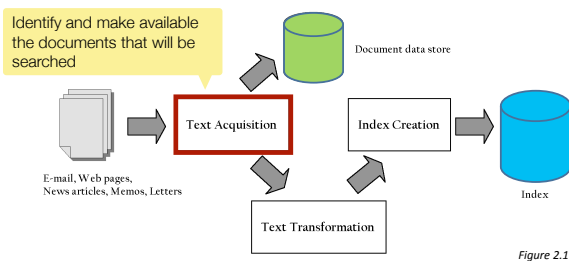 Identify and make available
the documents that will be
searched
Document data store
Text Acquisition
Index Creation
E-mail, Web pages,
News articles, Memos, Letters
Index
Text Transformation
Figure 2.1